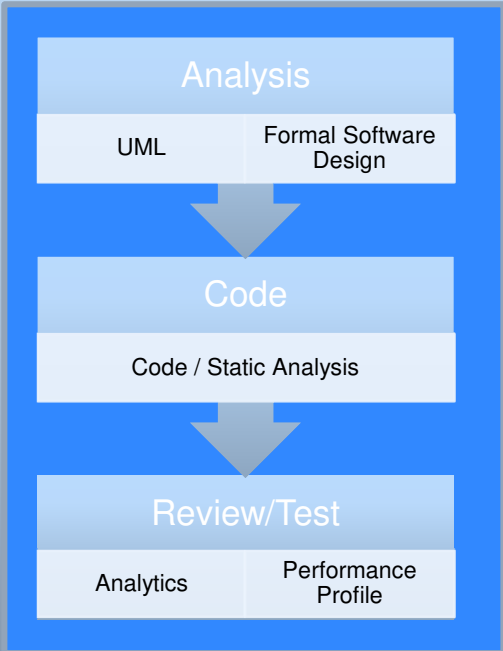 Analysis
UML
Formal Software
Design
Code
Code / Static Analysis
Review/Test
Analytics
Performance
Profile